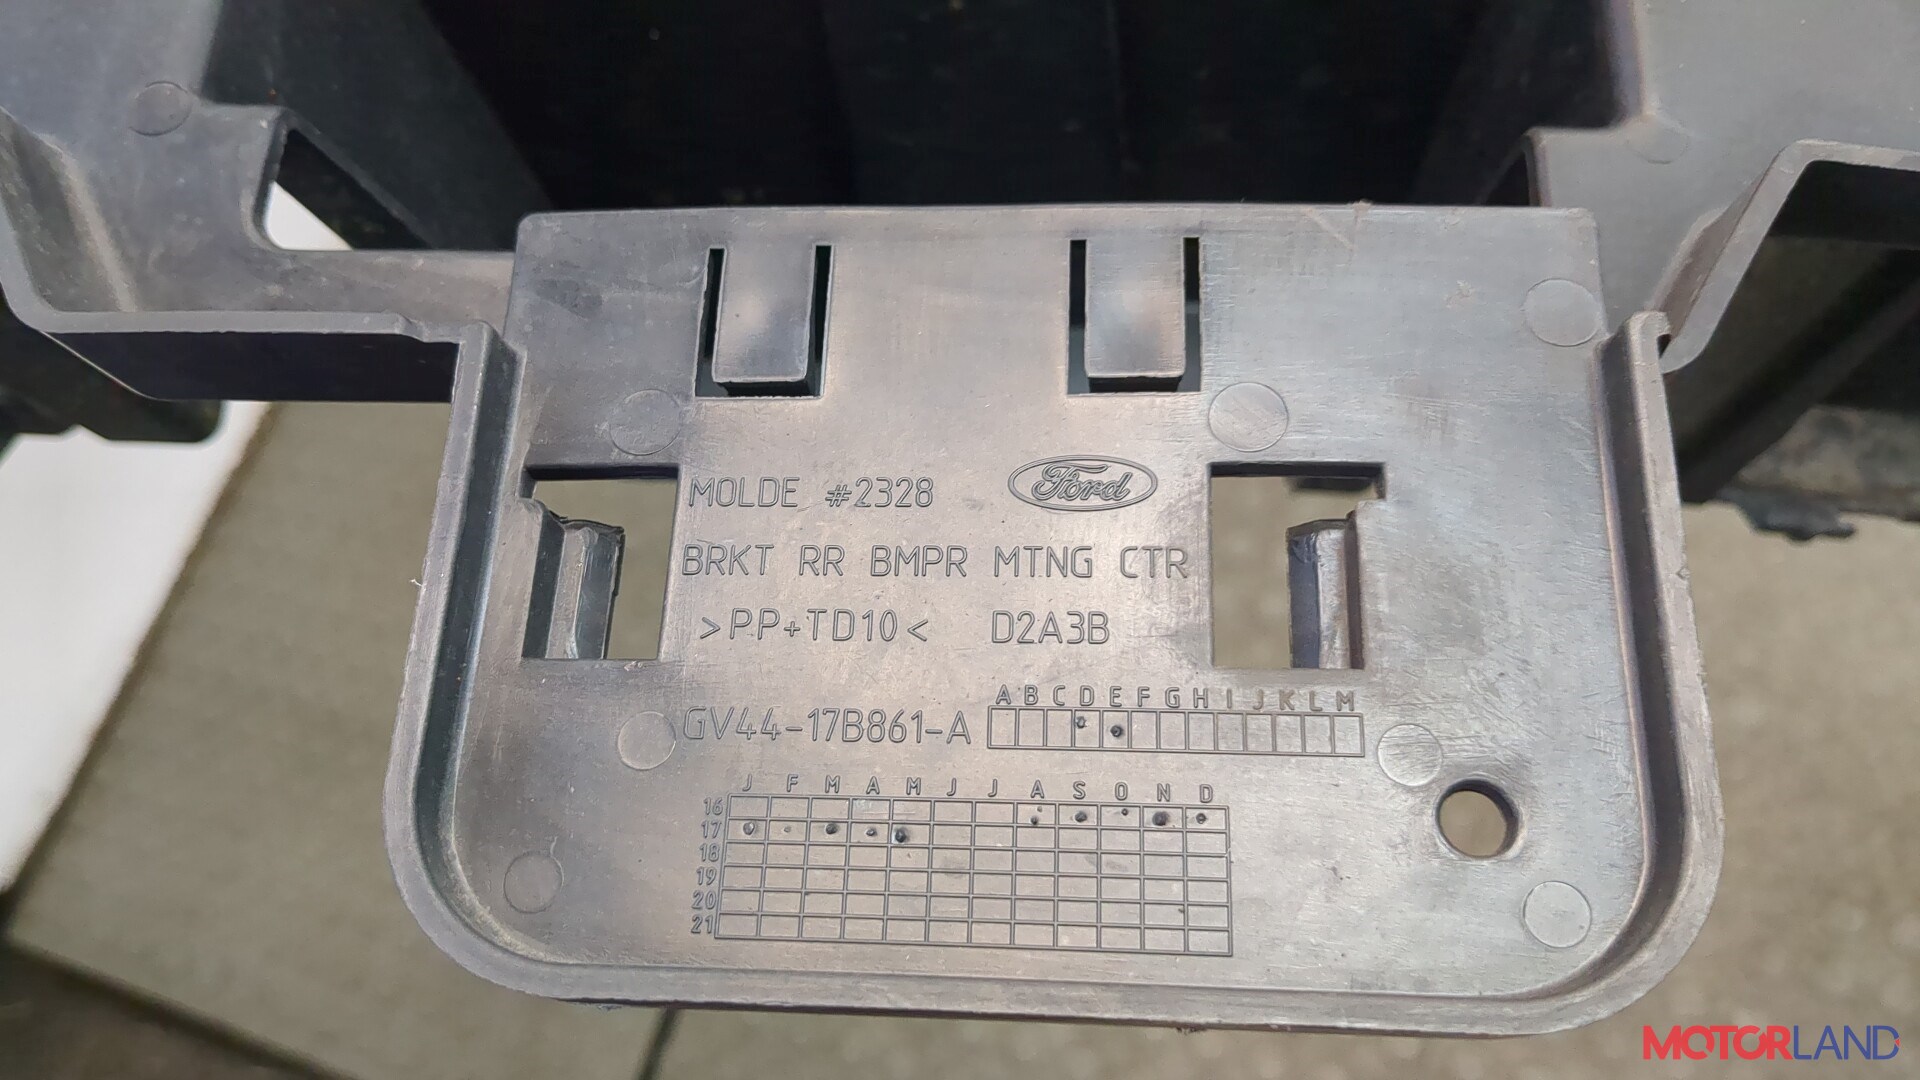 MOLDE #2328
Ford
BRKT RR BMPR MTNG CTR
>PP+TD10< D2A3B
A B C D E F G H I J K L M
GV44-17B861-A
J F M A M J J A S O N D
16
17
18
19
20
21
MOTORLAND